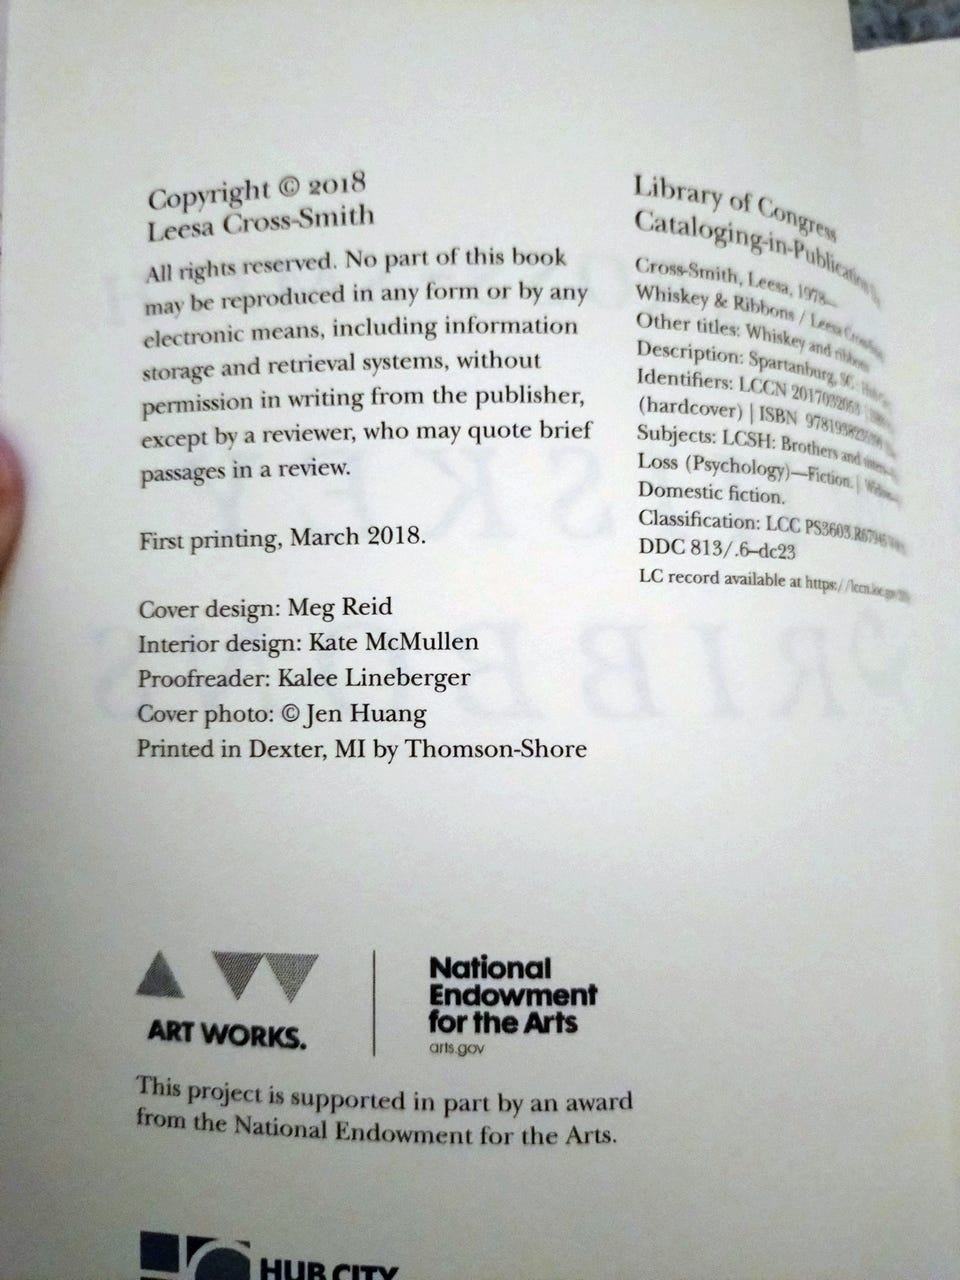 Copyright © 2018
Leesa Cross-Smith
All rights reserved. No part of this book
may be reproduced in any form or by any
electronic means, including information
storage and retrieval systems, without
permission in writing from the publisher,
except by a reviewer, who may quote brief
passages in a review.
First printing, March 2018.
Cover design: Meg Reid
Interior design: Kate McMullen
Proofreader: Kalee Lineberger
Cover photo: © Jen Huang
Printed in Dexter, MI by Thomson-Shore
Library of Congress
Cataloging-in-Publication
Cross-Smith, Leesa, 1978–
Whiskey & Ribbons / Leesa
Other titles: Whiskey and ribbons
Description: Spartanburg, SC
Identifiers: LCCN
(hardcover) | ISBN
Subjects: LCSH: Brothers and
Loss (Psychology)—Fiction. |
Domestic fiction.
Classification: LCC
DDC 813/.6–dc23
LC record available at
ART WORKS.
National
Endowment
for the Arts
arts.gov
This project is supported in part by an award
from the National Endowment for the Arts.
HUB CITY